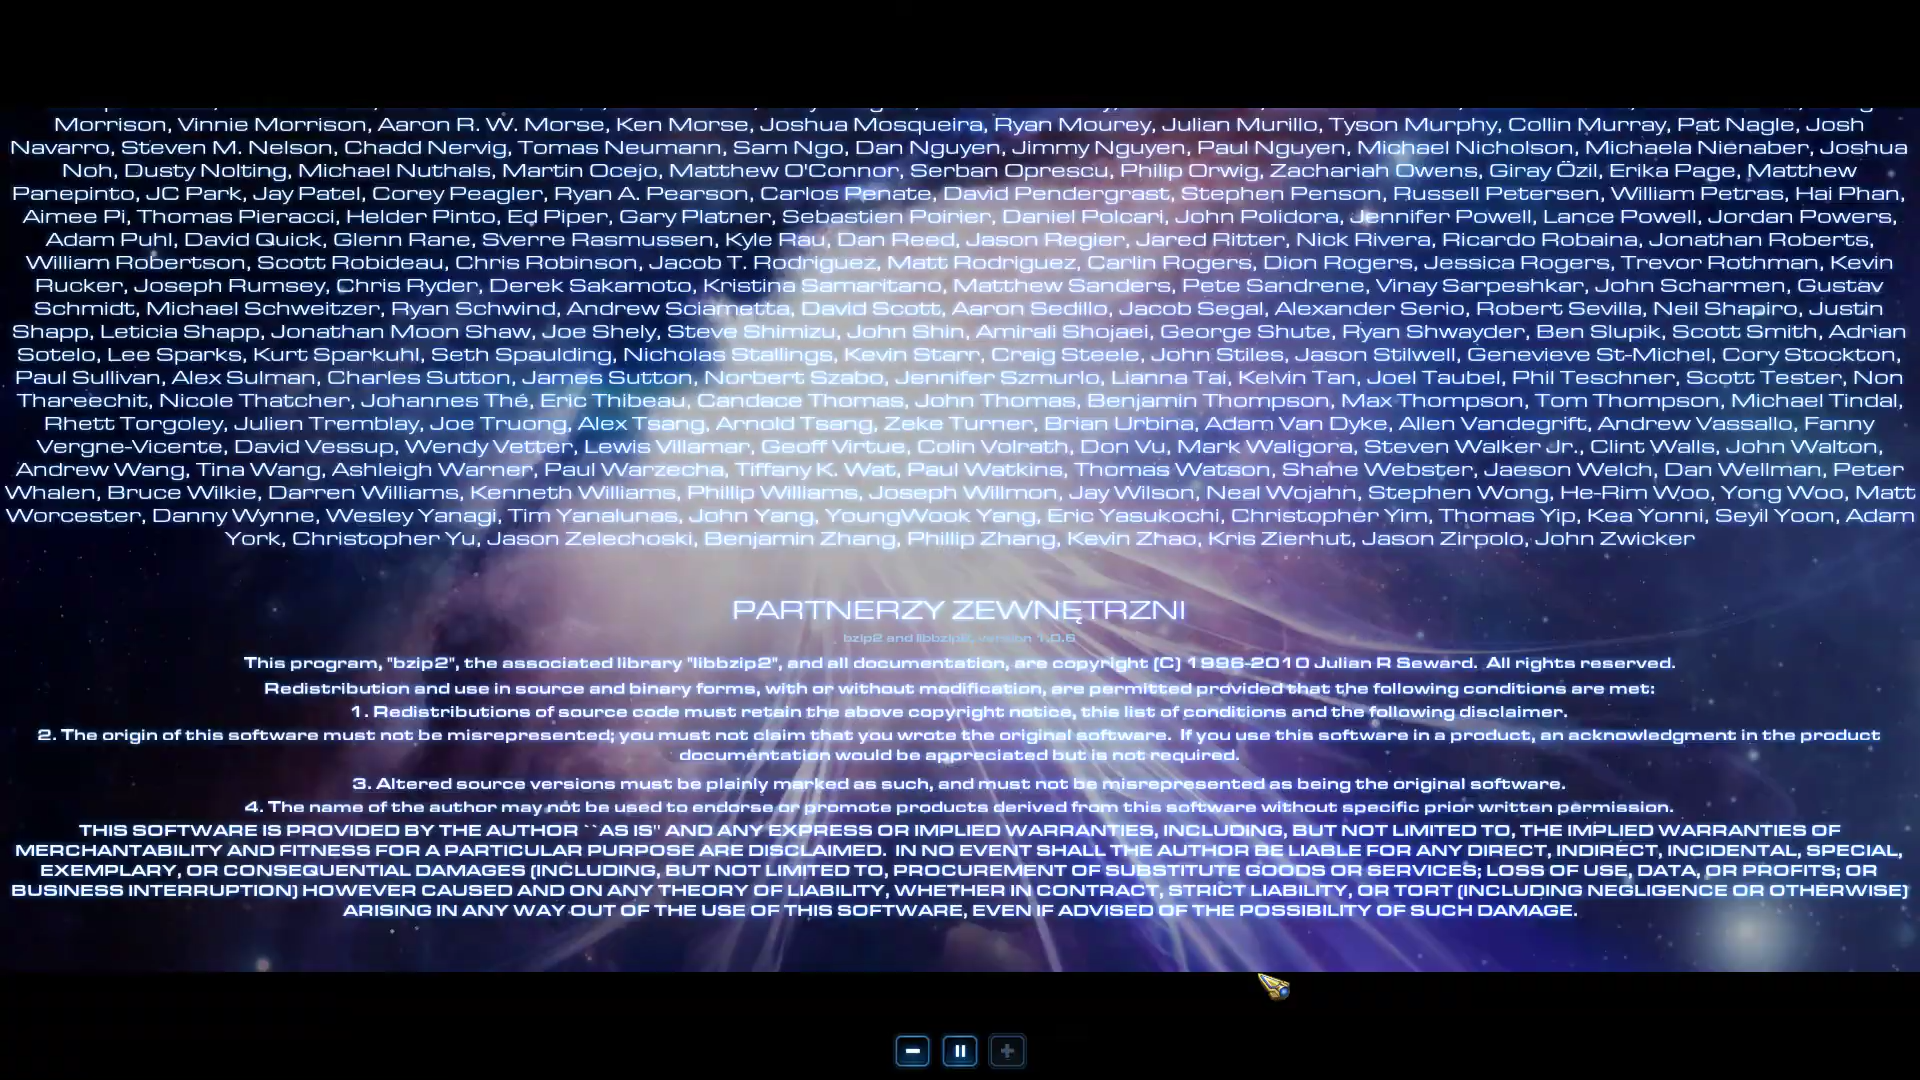 Morrison, Vinnie Morrison, Aaron R. W. Morse, Ken Morse, Joshua Mosqueira, Ryan Mourey, Julian Murillo, Tyson Murphy, Collin Murray, Pat Nagle, Josh
Navarro, Steven M. Nelson, Chadd Nervig, Tomas Neumann, Sam Ngo, Dan Nguyen, Jimmy Nguyen, Paul Nguyen, Michael Nicholson, Michaela Nienaber, Joshua
Noh, Dusty Nolting, Michael Nuthals, Martin Ocejo, Matthew O'Connor, Serban Oprescu, Philip Orwig, Zachariah Owens, Giray Özil, Erika Page, Matthew
Panepinto, JC Park, Jay Patel, Corey Peagler, Ryan A. Pearson, Carlos Penate, David Pendergrast, Stephen Penson, Russell Petersen, William Petras, Hai Phan,
Aimee Pi, Thomas Pieracci, Helder Pinto, Ed Piper, Gary Platner, Sebastien Poirier, Daniel Polcari, John Polidora, Jennifer Powell, Lance Powell, Jordan Powers,
Adam Puhl, David Quick, Glenn Rane, Sverre Rasmussen, Kyle Rau, Dan Reed, Jason Regier, Jared Ritter, Nick Rivera, Ricardo Robaina, Jonathan Roberts,
William Robertson, Scott Robideau, Chris Robinson, Jacob T. Rodriguez, Matt Rodriguez, Carlin Rogers, Dion Rogers, Jessica Rogers, Trevor Rothman, Kevin
Rucker, Joseph Rumsey, Chris Ryder, Derek Sakamoto, Kristina Samaritano, Matthew Sanders, Pete Sandrene, Vinay Sarpeshkar, John Scharmen, Gustav
Schmidt, Michael Schweitzer, Ryan Schwind, Andrew Sciametta, David Scott, Aaron Sedillo, Jacob Segal, Alexander Serio, Robert Sevilla, Neil Shapiro, Justin
Shapp, Leticia Shapp, Jonathan Moon Shaw, Joe Shely, Steve Shimizu, John Shin, Amirali Shojaei, George Shute, Ryan Shwayder, Ben Slupik, Scott Smith, Adrian
Sotelo, Lee Sparks, Kurt Sparkuhl, Seth Spaulding, Nicholas Stallings, Kevin Starr, Craig Steele, John Stiles, Jason Stilwell, Genevieve St-Michel, Cory Stockton,
Paul Sullivan, Alex Sulman, Charles Sutton, James Sutton, Norbert Szabo, Jennifer Szmurlo, Lianna Tai, Kelvin Tan, Joel Taubel, Phil Teschner, Scott Tester, Non
Thareechit, Nicole Thatcher, Johannes Thé, Eric Thibeau, Candace Thomas, John Thomas, Benjamin Thompson, Max Thompson, Tom Thompson, Michael Tindal,
Rhett Torgoley, Julien Tremblay, Joe Truong, Alex Tsang, Arnold Tsang, Zeke Turner, Brian Urbina, Adam Van Dyke, Allen Vandegrift, Andrew Vassallo, Fanny
Vergne-Vicente, David Vessup, Wendy Vetter, Lewis Villamar, Geoff Virtue, Colin Volrath, Don Vu, Mark Waligora, Steven Walker Jr., Clint Walls, John Walton,
Andrew Wang, Tina Wang, Ashleigh Warner, Paul Warzecha, Tiffany K. Wat, Paul Watkins, Thomas Watson, Shane Webster, Jaeson Welch, Dan Wellman, Peter
Whalen, Bruce Wilkie, Darren Williams, Kenneth Williams, Phillip Williams, Joseph Willmon, Jay Wilson, Neal Wojahn, Stephen Wong, He-Rim Woo, Yong Woo, Matt
Worcester, Danny Wynne, Wesley Yanagi, Tim Yanalunas, John Yang, YoungWook Yang, Eric Yasukochi, Christopher Yim, Thomas Yip, Kea Yonni, Seyil Yoon, Adam
York, Christopher Yu, Jason Zelechoski, Benjamin Zhang, Phillip Zhang, Kevin Zhao, Kris Zierhut, Jason Zirpolo, John Zwicker
PARTNERZY ZEWNĘTRZNI
bzip2 and libbzip2, version 1.0.6
This program, "bzip2", the associated library "libbzip2", and all documentation, are copyright (C) 1996-2010 Julian R Seward.  All rights reserved.
Redistribution and use in source and binary forms, with or without modification, are permitted provided that the following conditions are met:
1. Redistributions of source code must retain the above copyright notice, this list of conditions and the following disclaimer.
2. The origin of this software must not be misrepresented; you must not claim that you wrote the original software.  If you use this software in a product, an acknowledgment in the product
documentation would be appreciated but is not required.
3. Altered source versions must be plainly marked as such, and must not be misrepresented as being the original software.
4. The name of the author may not be used to endorse or promote products derived from this software without specific prior written permission.
THIS SOFTWARE IS PROVIDED BY THE AUTHOR ``AS IS'' AND ANY EXPRESS OR IMPLIED WARRANTIES, INCLUDING, BUT NOT LIMITED TO, THE IMPLIED WARRANTIES OF
MERCHANTABILITY AND FITNESS FOR A PARTICULAR PURPOSE ARE DISCLAIMED.  IN NO EVENT SHALL THE AUTHOR BE LIABLE FOR ANY DIRECT, INDIRECT, INCIDENTAL, SPECIAL,
EXEMPLARY, OR CONSEQUENTIAL DAMAGES (INCLUDING, BUT NOT LIMITED TO, PROCUREMENT OF SUBSTITUTE GOODS OR SERVICES; LOSS OF USE, DATA, OR PROFITS; OR
BUSINESS INTERRUPTION) HOWEVER CAUSED AND ON ANY THEORY OF LIABILITY, WHETHER IN CONTRACT, STRICT LIABILITY, OR TORT (INCLUDING NEGLIGENCE OR OTHERWISE)
ARISING IN ANY WAY OUT OF THE USE OF THIS SOFTWARE, EVEN IF ADVISED OF THE POSSIBILITY OF SUCH DAMAGE.